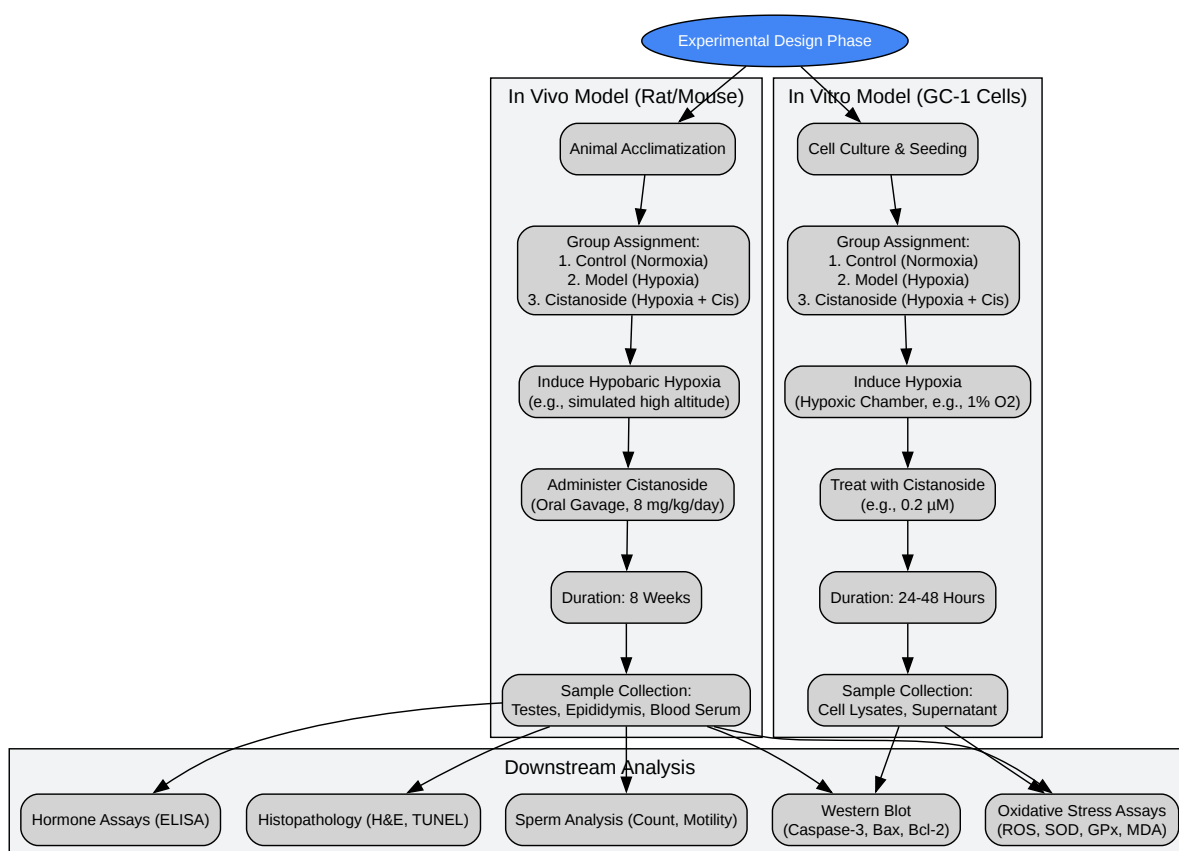 Experimental Design Phase
In Vivo Model (Rat/Mouse)
Animal Acclimatization
Group Assignment:
1. Control (Normoxia)
2. Model (Hypoxia)
3. Cistanoside (Hypoxia + Cis)
Induce Hypobaric Hypoxia
(e.g., simulated high altitude)
Administer Cistanoside
(Oral Gavage, 8 mg/kg/day)
Duration: 8 Weeks
Sample Collection:
Testes, Epididymis, Blood Serum
In Vitro Model (GC-1 Cells)
Cell Culture & Seeding
Group Assignment:
1. Control (Normoxia)
2. Model (Hypoxia)
3. Cistanoside (Hypoxia + Cis)
Induce Hypoxia
(Hypoxic Chamber, e.g., 1% O2)
Treat with Cistanoside
(e.g., 0.2 µM)
Duration: 24-48 Hours
Sample Collection:
Cell Lysates, Supernatant
Downstream Analysis
Hormone Assays (ELISA)
Histopathology (H&E, TUNEL)
Sperm Analysis (Count, Motility)
Western Blot
(Caspase-3, Bax, Bcl-2)
Oxidative Stress Assays
(ROS, SOD, GPx, MDA)